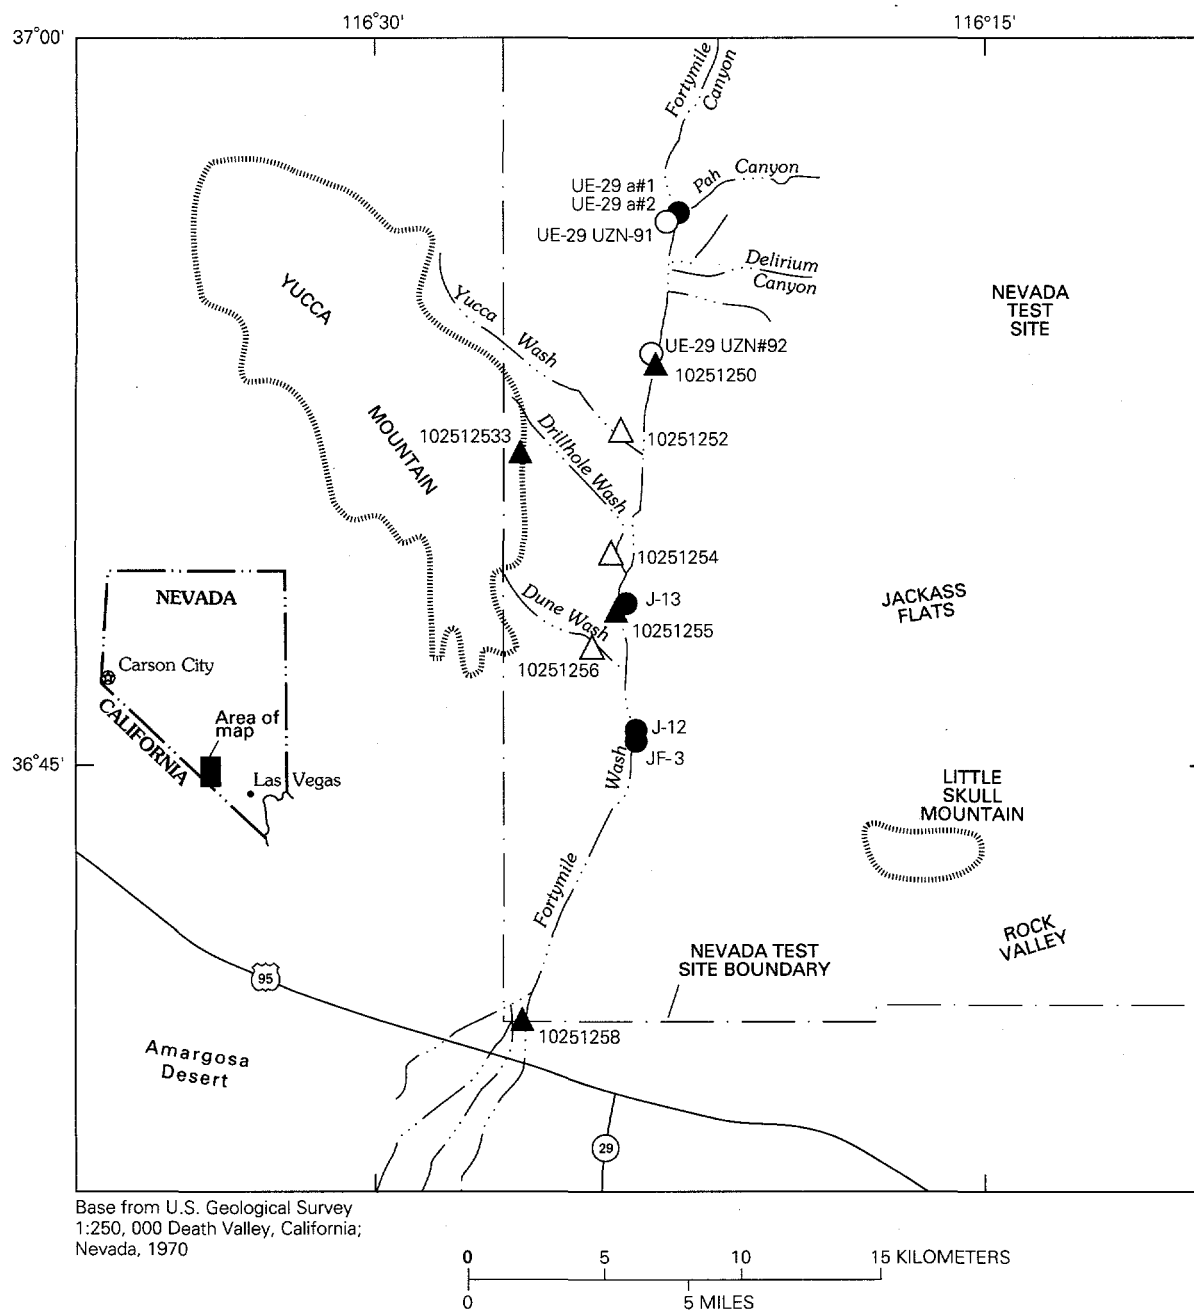 116°30'
116°15'
37°00'
Fortymile
Canyon
Pah Canyon
UE-29 a#1
UE-29 a#2
UE-29 UZN-91
Delirium
Canyon
YUCCA
MOUNTAIN
Yucca Wash
NEVADA
TEST
SITE
UE-29 UZN#92
10251250
102512533
Drillhole Wash
10251252
10251254
NEVADA
Dune Wash
J-13
10251255
JACKASS
FLATS
10251256
Carson City
CALIFORNIA
Area of
map
J-12
JF-3
36°45'
Las Vegas
Fortymile Wash
LITTLE
SKULL
MOUNTAIN
ROCK
VALLEY
NEVADA TEST
SITE BOUNDARY
95
10251258
Amargosa
Desert
29
Base from U.S. Geological Survey
1:250, 000 Death Valley, California;
Nevada, 1970
0 5 10 15 KILOMETERS
0 5 MILES